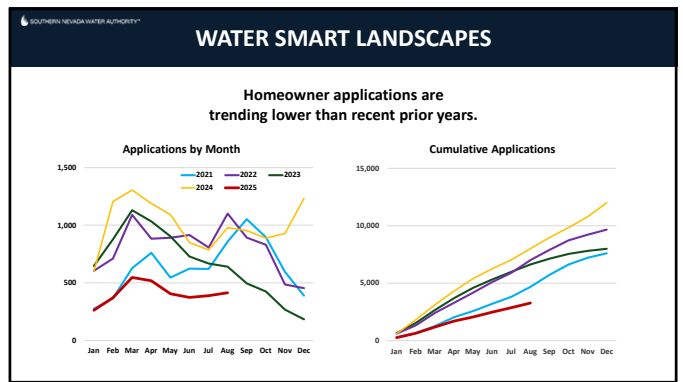 SOUTHERN NEVADA WATER AUTHORITY™
WATER SMART LANDSCAPES
Homeowner applications are
trending lower than recent prior years.
Applications by Month
1,500
1,000
500
0
2021 2022 2023
2024 2025
Jan Feb Mar Apr May Jun Jul Aug Sep Oct Nov Dec
Cumulative Applications
15,000
10,000
5,000
0
Jan Feb Mar Apr May Jun Jul Aug Sep Oct Nov Dec